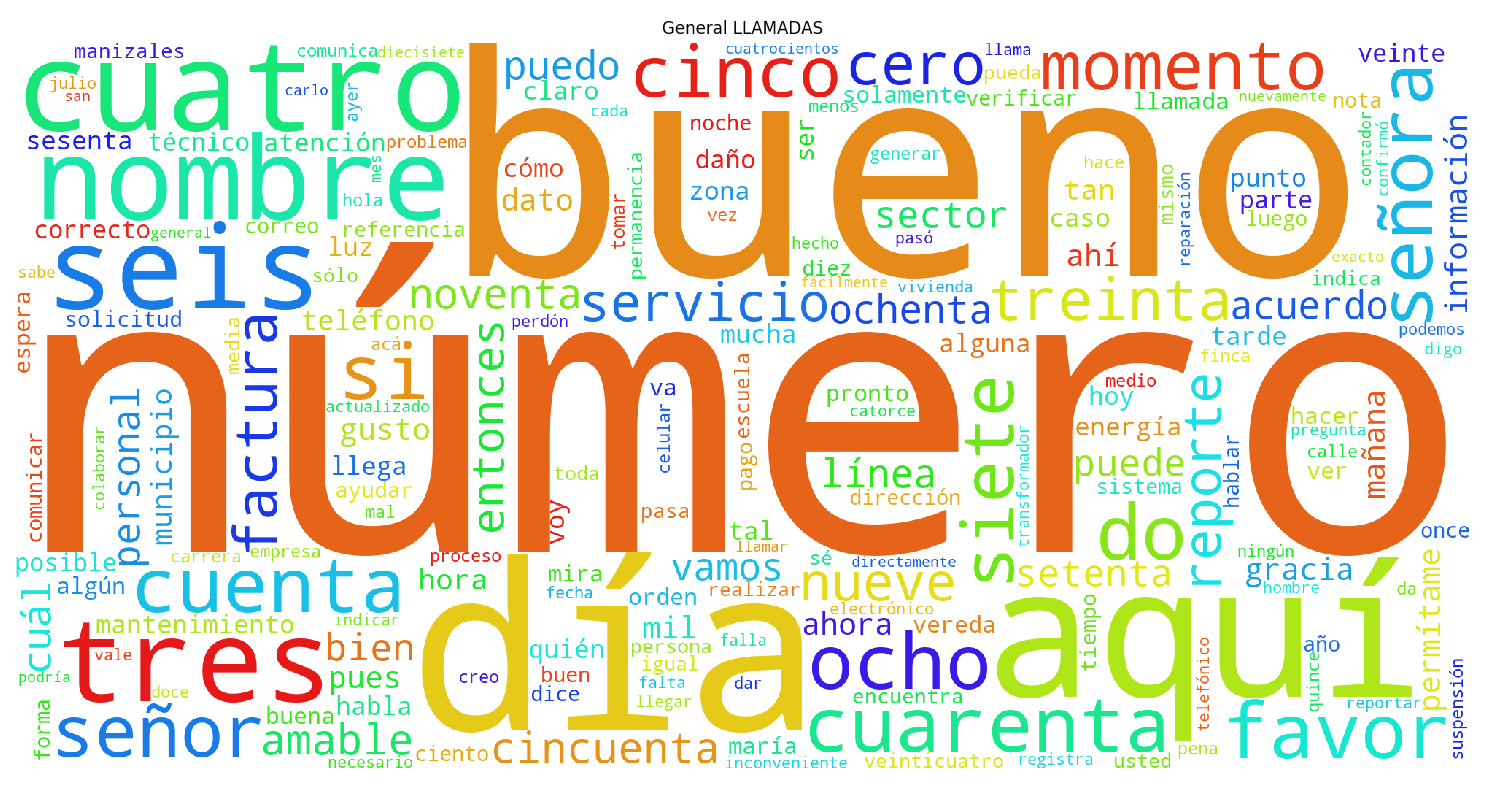 General LLAMADAS
manizales
comunica
diecisiete
cuatro
julio
san
carlo
ayer
puedo
claro
cada
cinco
cuatrocientos
menos
cero
solamente
llama
pueda
verificar
momento
llamada
nuevamente
veinte
nota
señora
sesenta
técnico
atención
problema
nombre
mes
hola
bueno
cómo
dato
noche
daño
zona
vez
ser
generar
sector
pasó
hace
tan
caso
ahí
mismo
reparación
punto
parte
luego
contador
confirmó
información
correcto
general
correo
referencia
luz
tomar
permanencia
hecho
diez
fácilmente
vivienda
exacto
indica
sabe
seis
sólo
noventa
servicio
ochenta
treinta
acuerdo
espera
solicitud
factura
media
teléfono
acá
si
perdón
entonces
mucha
alguna
tarde
finca
podemos
digo
número
actualizado
gusto
llega
ayudar
mal
va
celular
escuela
pago
toda
pasa
voy
pronto
catorce
línea
dirección
siete
medio
hoy
energía
puede
sistema
transformador
reporte
hablar
hacer
pregunta
calle
ver
mañana
comunicar
colaborar
personal
municipio
tal
llamar
do
once
posible
carrera
empresa
proceso
algún
cuenta
hora
mira
fecha
vamos
sé
directamente
nueve
setenta
ningún
gracia
hombre
da
permítame
cuál
mantenimiento
indicar
orden
realizar
electrónico
día
aquí
tres
vale
doce
bien
pues
podría
quién
mil
persona
igual
falla
falta
creo
buen
dice
llegar
dar
ahora
vereda
ocho
encuentra
tiempo
telefónico
año
quince
reportar
suspensión
forma
señor
buena
habla
amable
necesario
ciento
cincuenta
maría
inconveniente
cuarenta
veinticuatro
registra
usted
pena
favor